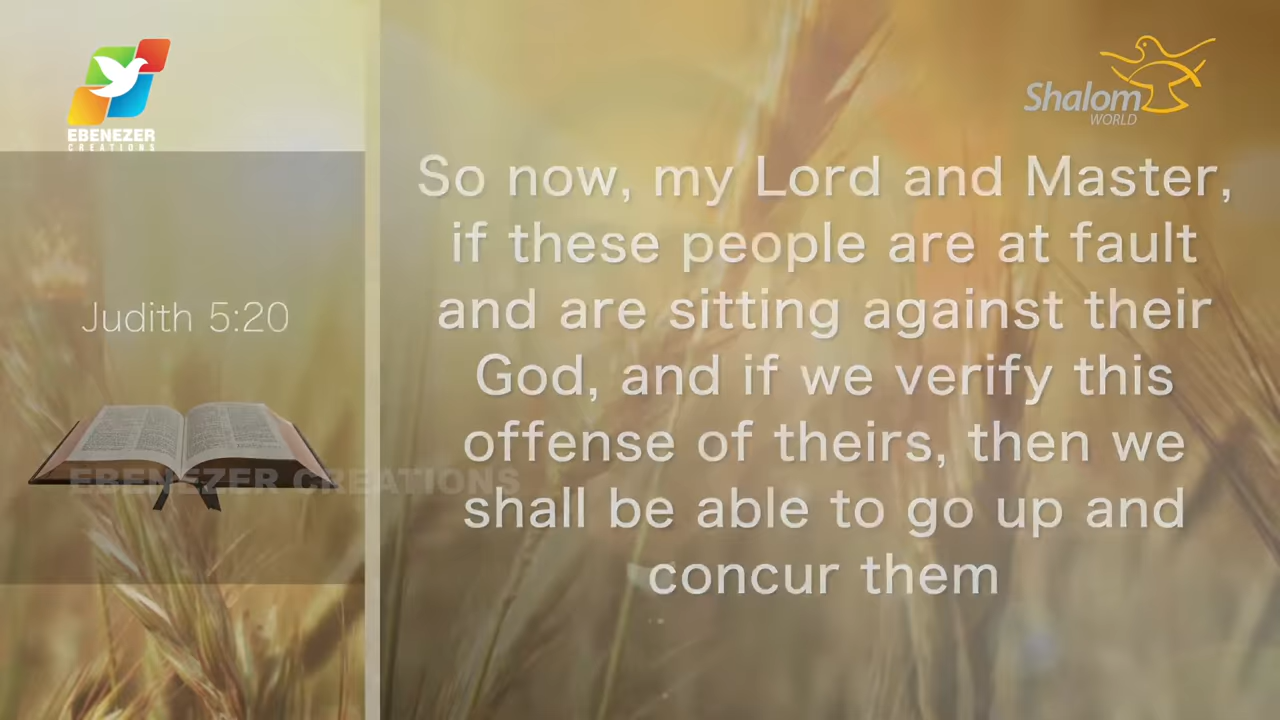 EBENEZER
CREATIONS
Shalom
WORLD
Judith 5:20
EBENEZER CREATIONS
So now, my Lord and Master,
if these people are at fault
and are sitting against their
God, and if we verify this
offense of theirs, then we
shall be able to go up and
concur them